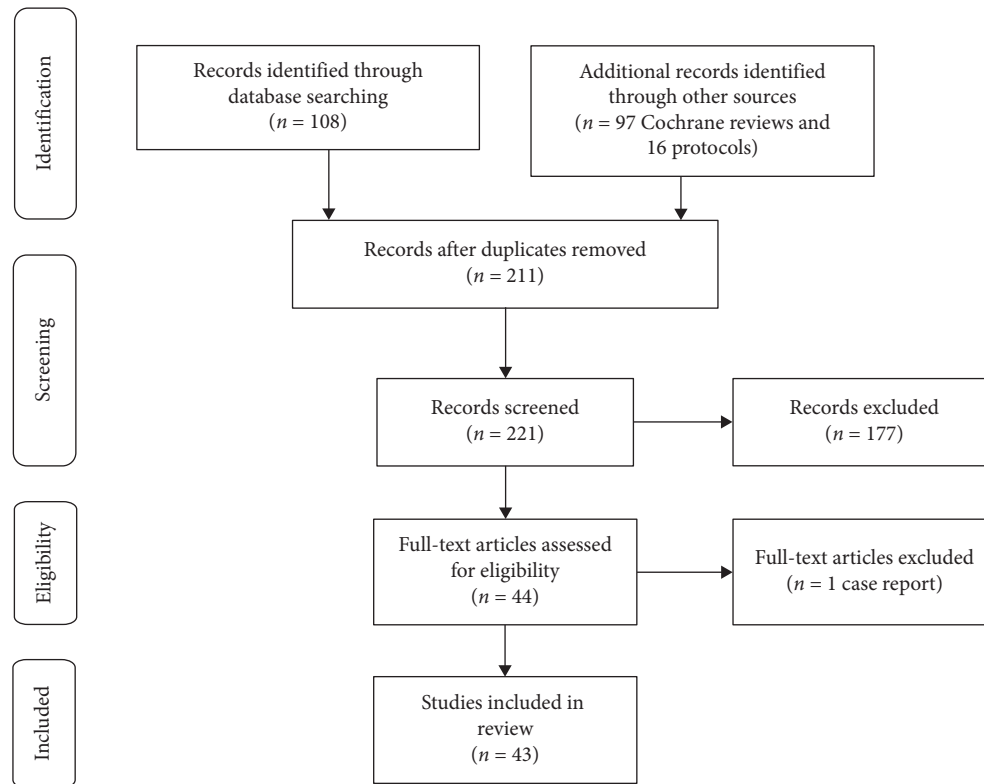 Identification
Records identified through
database searching
(n = 108)
Additional records identified
through other sources
(n = 97 Cochrane reviews and
16 protocols)
Records after duplicates removed
(n = 211)
Screening
Records screened
(n = 221)
Records excluded
(n = 177)
Eligibility
Full-text articles assessed
for eligibility
(n = 44)
Full-text articles excluded
(n = 1 case report)
Included
Studies included in
review
(n = 43)